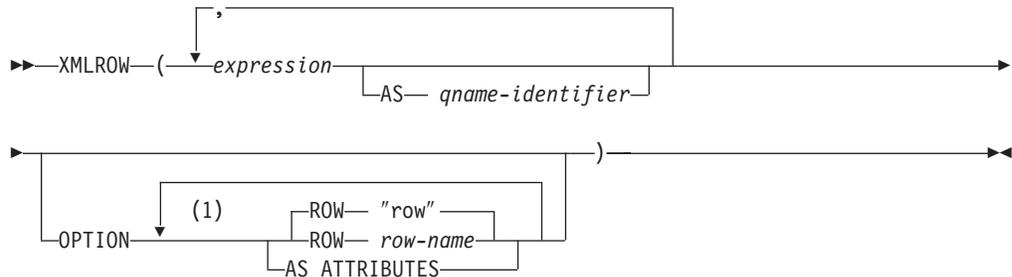 ,
XMLROW ( expression
AS qname-identifier
)
(1) ROW "row"
OPTION ROW row-name
AS ATTRIBUTES